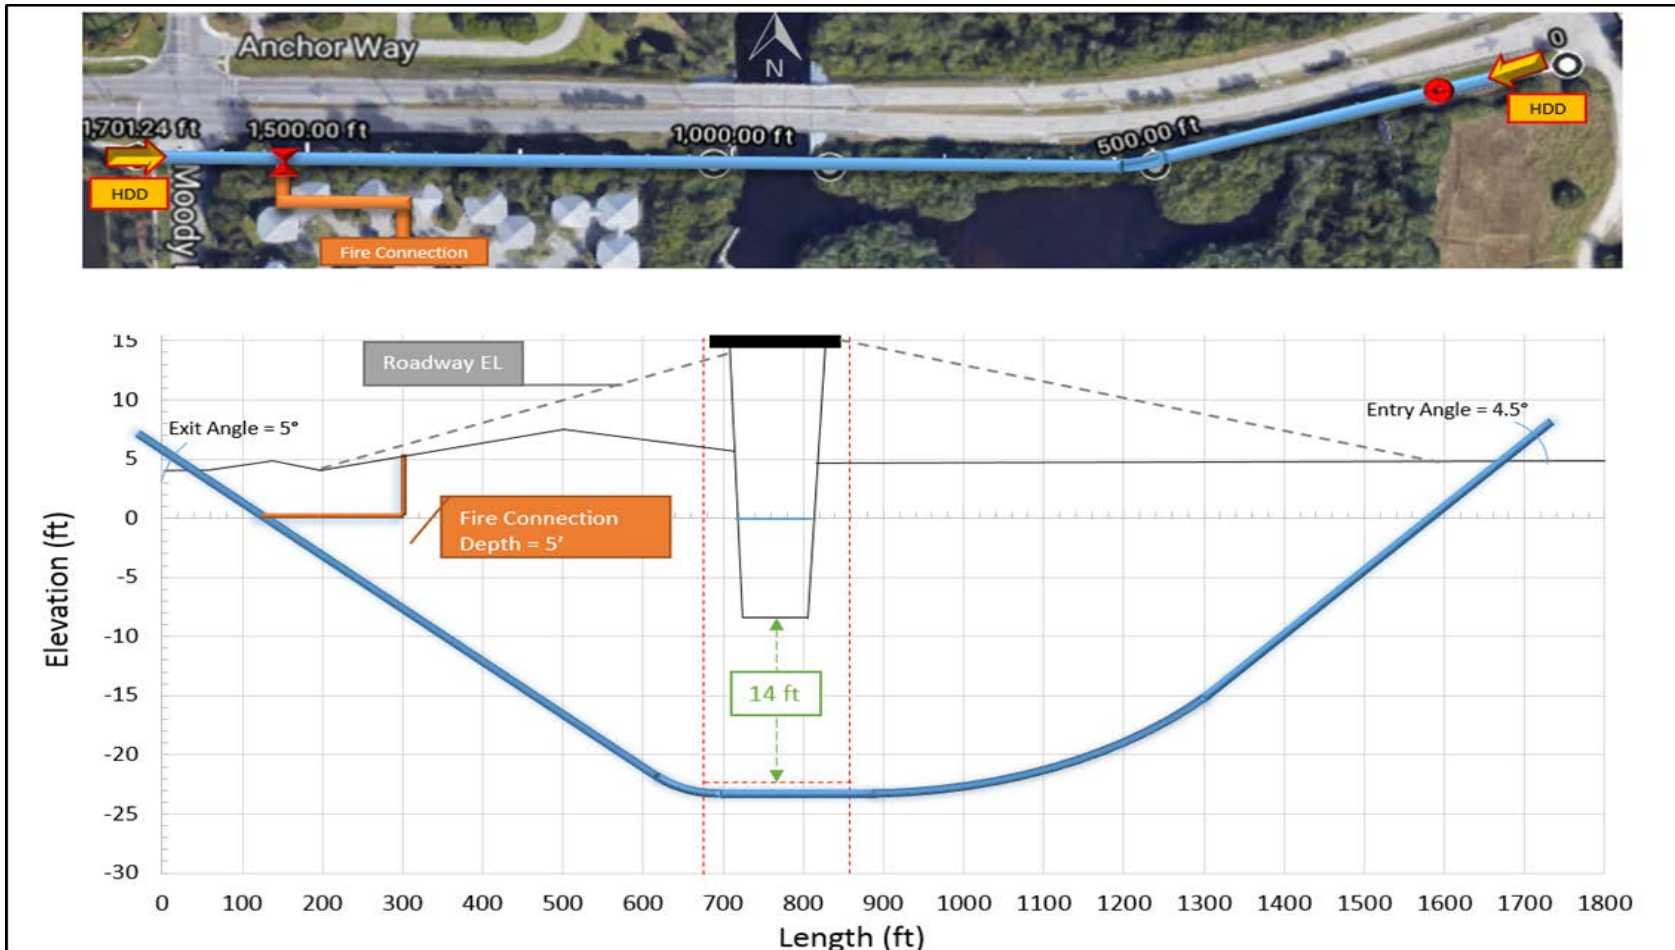 Anchor Way
N
0
HDD
1,701.24 ft
1,500.00 ft
1,000.00 ft
500.00 ft
HDD
Moody
Fire Connection
15
10
5
0
-5
-10
-15
-20
-25
-30
Elevation (ft)
Roadway EL
Exit Angle = 5°
Entry Angle = 4.5°
Fire Connection
Depth = 5'
14 ft
0 100 200 300 400 500 600 700 800 900 1000 1100 1200 1300 1400 1500 1600 1700 1800
Length (ft)